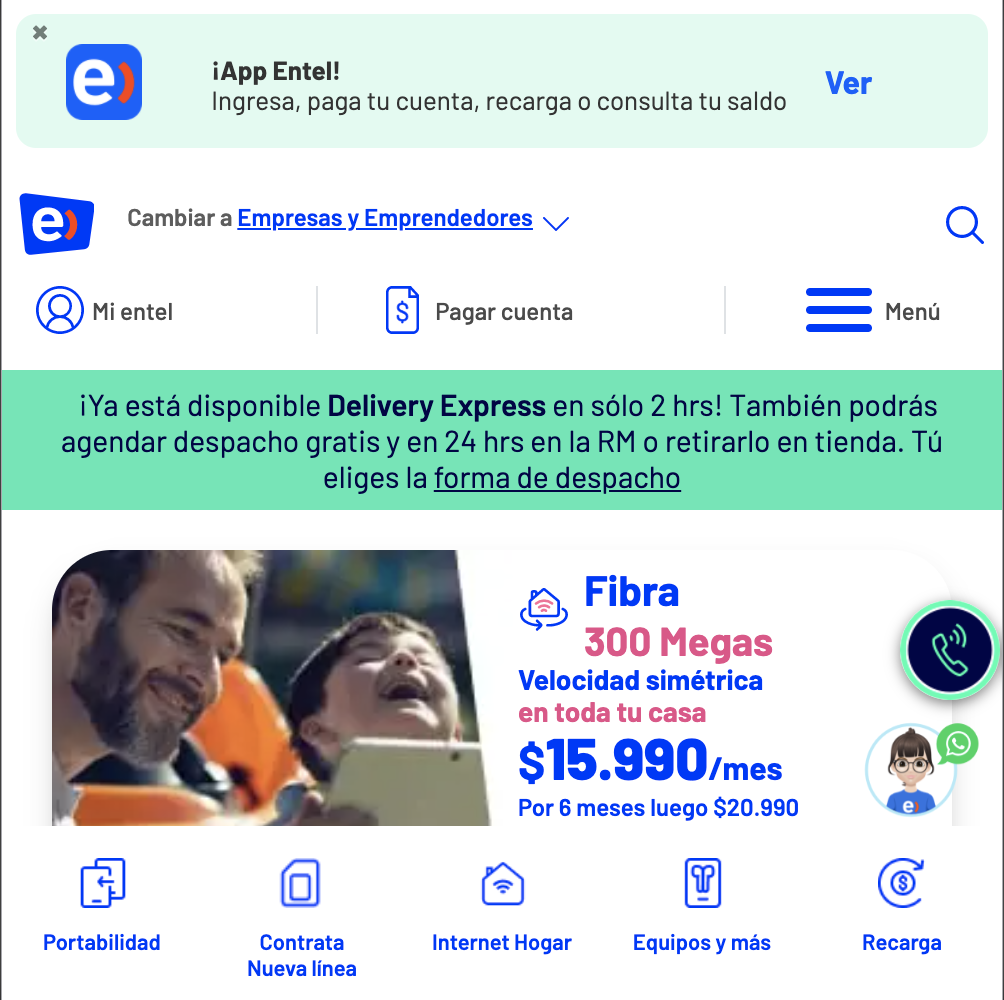 ¡App Entel!
Ingresa, paga tu cuenta, recarga o consulta tu saldo
Ver
e)
Cambiar a Empresas y Emprendedores
Mi entel
Pagar cuenta
Menú
¡Ya está disponible Delivery Express en sólo 2 hrs! También podrás
agendar despacho gratis y en 24 hrs en la RM o retirarlo en tienda. Tú
eliges la forma de despacho
Fibra
300 Megas
Velocidad simétrica
en toda tu casa
$15.990/mes
Por 6 meses luego $20.990
Portabilidad
Contrata
Nueva línea
Internet Hogar
Equipos y más
Recarga